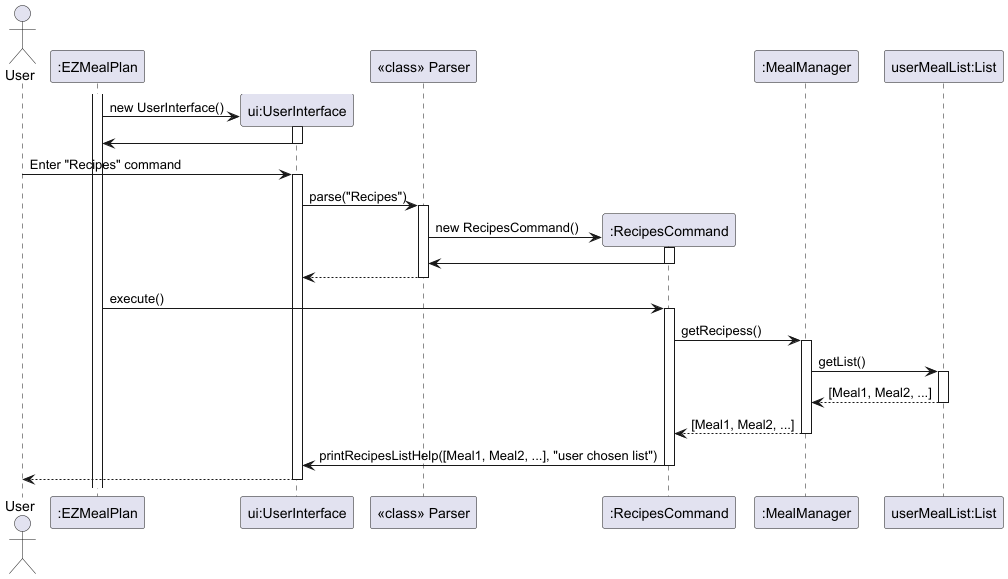 User
:EZMealPlan
«class» Parser
:MealManager
userMealList:List
new UserInterface()
ui:UserInterface
Enter "Recipes" command
parse("Recipes")
new RecipesCommand()
:RecipesCommand
execute()
getRecipess()
getList()
[Meal1, Meal2, ...]
[Meal1, Meal2, ...]
printRecipesListHelp([Meal1, Meal2, ...], "user chosen list")
User
:EZMealPlan
ui:UserInterface
«class» Parser
:RecipesCommand
:MealManager
userMealList:List